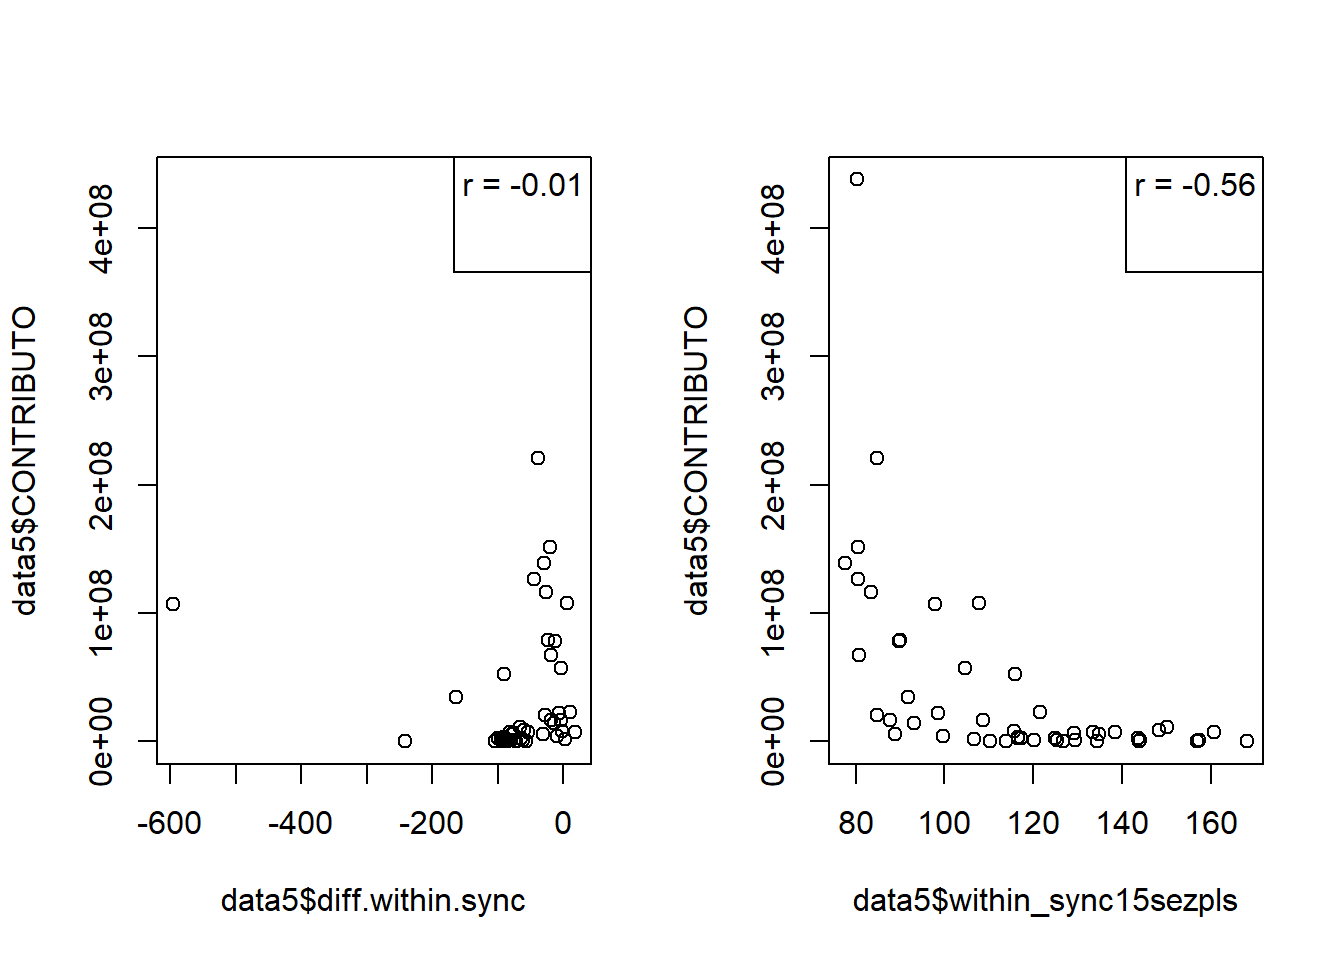 r = -0.01
data5$CONTRIBUTO
0e+00 1e+08 2e+08 3e+08 4e+08
-600 -400 -200 0
data5$diff.within.sync
r = -0.56
data5$CONTRIBUTO
0e+00 1e+08 2e+08 3e+08 4e+08
80 100 120 140 160
data5$within_sync15sezpls